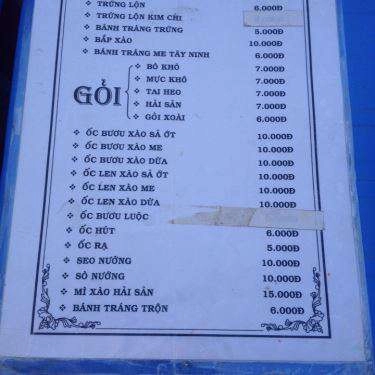 TRỨNG LỘN 6.000Đ
TRỨNG LỘN KIM CHI
BÁNH TRÁNG TRỨNG 5.000Đ
BẮP XÀO 10.000Đ
BÁNH TRÁNG ME TÂY NINH 6.000Đ
GỎI
BÒ KHÔ 7.000Đ
MỰC KHÔ 7.000Đ
TAI HEO 7.000Đ
HẢI SẢN 7.000Đ
GỎI XOÀI 6.000Đ
ỐC BƯƠU XÀO SẢ ỚT 10.000Đ
ỐC BƯƠU XÀO ME 10.000Đ
ỐC BƯƠU XÀO DỪA 10.000Đ
ỐC LEN XÀO SẢ ỚT 10.000Đ
ỐC LEN XÀO ME 10.000Đ
ỐC LEN XÀO DỪA 10.000Đ
ỐC BƯƠU LUỘC
ỐC HÚT 6.000Đ
ỐC RẠ 5.000Đ
SEO NƯỚNG 10.000Đ
SÒ NƯỚNG 10.000Đ
MÌ XÀO HẢI SẢN 15.000Đ
BÁNH TRÁNG TRỘN 6.000Đ